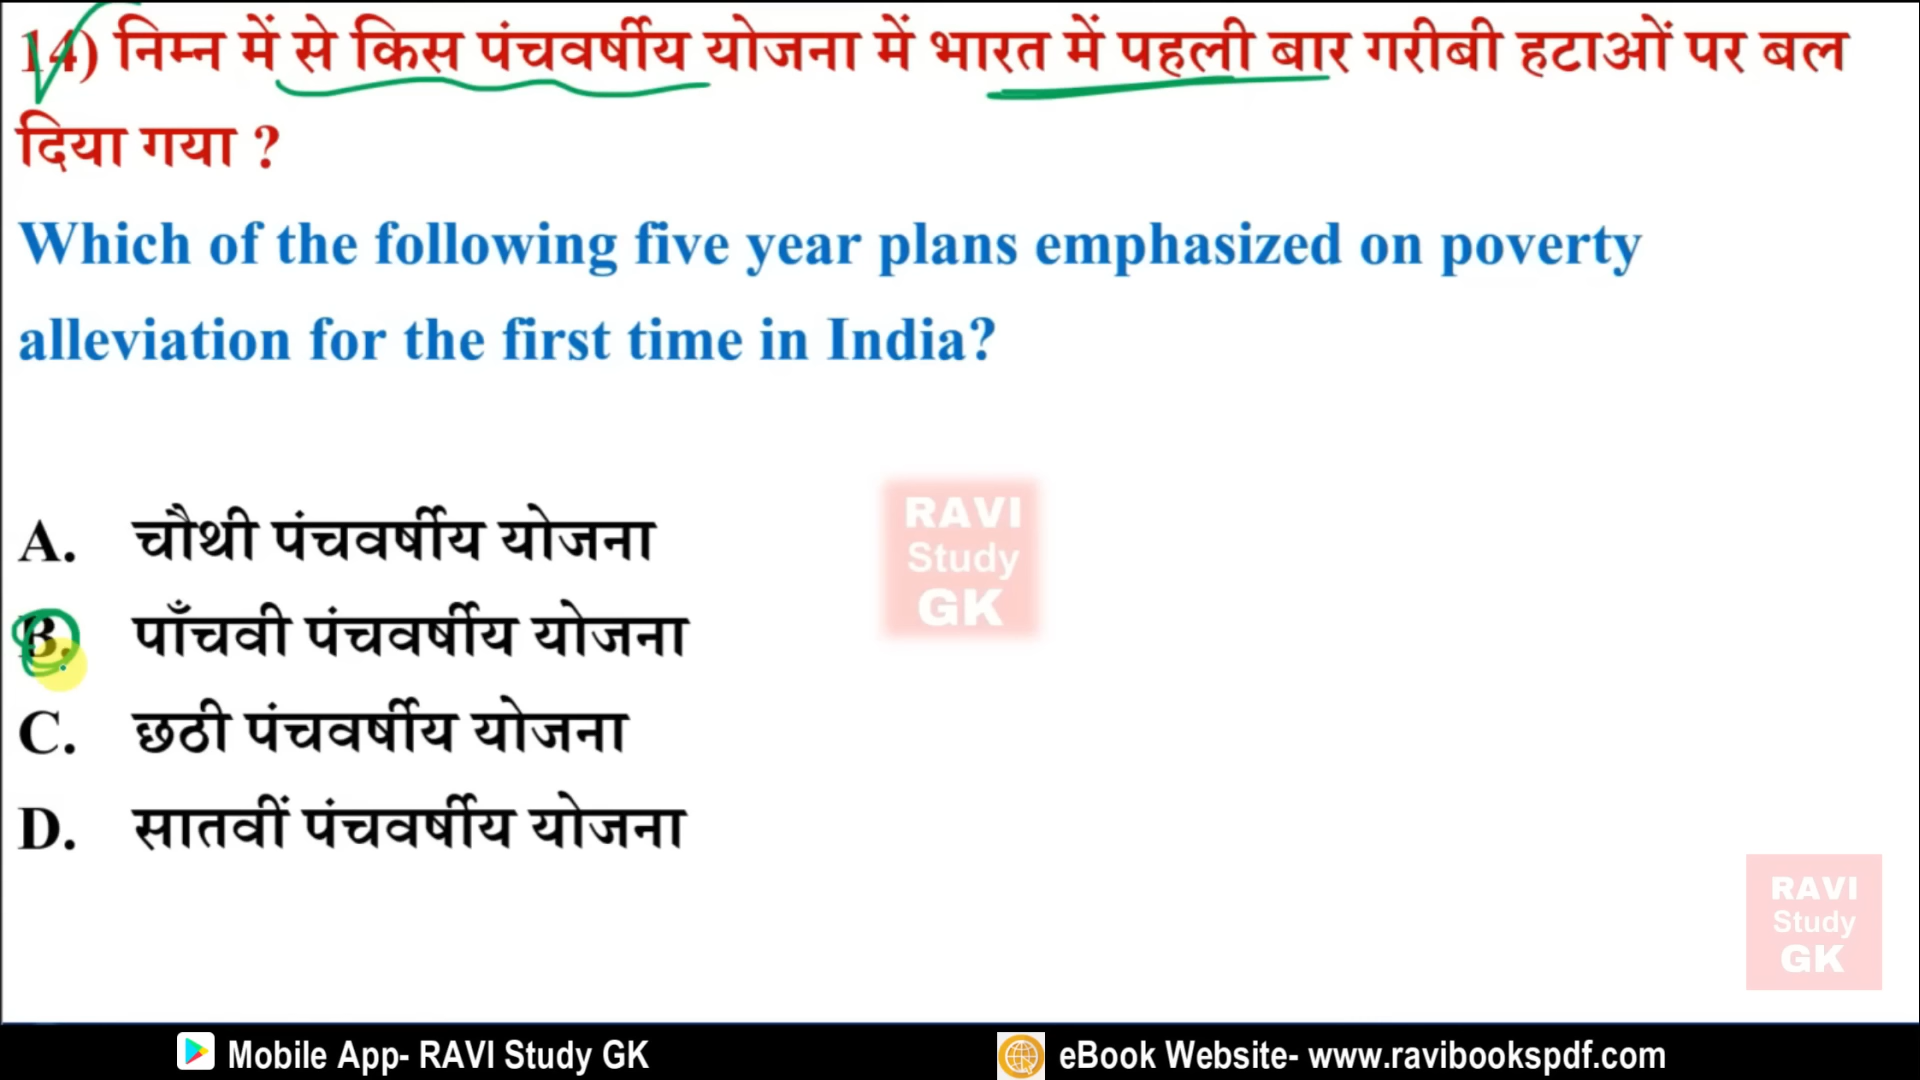 14) निम्न में से किस पंचवर्षीय योजना में भारत में पहली बार गरीबी हटाओं पर बल
दिया गया ?
Which of the following five year plans emphasized on poverty
alleviation for the first time in India?
A. चौथी पंचवर्षीय योजना
B. पाँचवी पंचवर्षीय योजना
C. छठी पंचवर्षीय योजना
D. सातवीं पंचवर्षीय योजना
RAVI
Study
GK
RAVI
Study
GK
Mobile App- RAVI Study GK
eBook Website- www.ravibookspdf.com